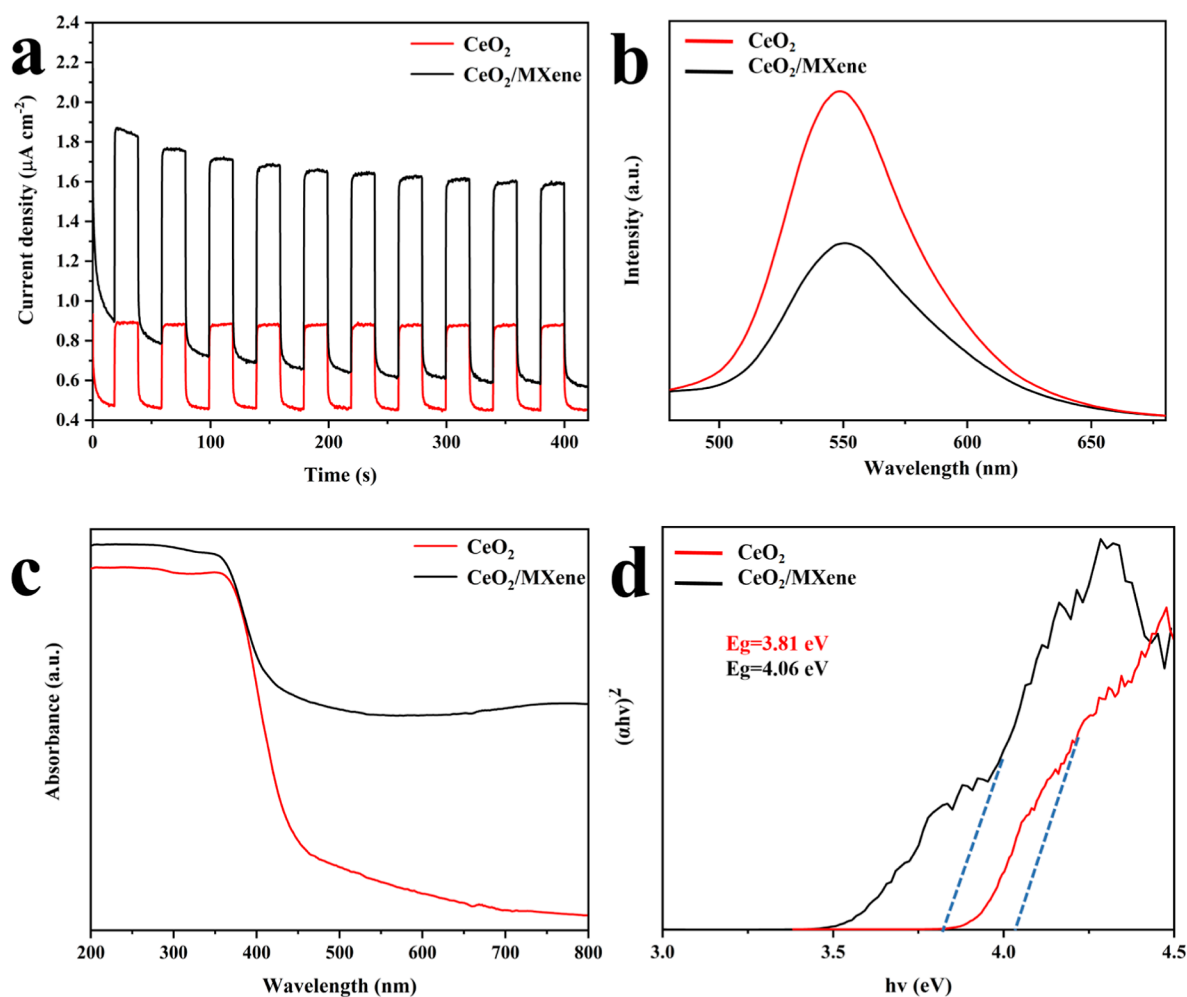 a
2.4
2.2
2.0
1.8
1.6
1.4
1.2
1.0
0.8
0.6
0.4
Current density (μA cm⁻²)
CeO₂
CeO₂/MXene
0
100
200
300
400
Time (s)
b
Intensity (a.u.)
CeO₂
CeO₂/MXene
500
550
600
650
Wavelength (nm)
c
Absorbance (a.u.)
CeO₂
CeO₂/MXene
200
300
400
500
600
700
800
Wavelength (nm)
d
(αhv)²
CeO₂
CeO₂/MXene
Eg=3.81 eV
Eg=4.06 eV
3.0
3.5
4.0
4.5
hv (eV)